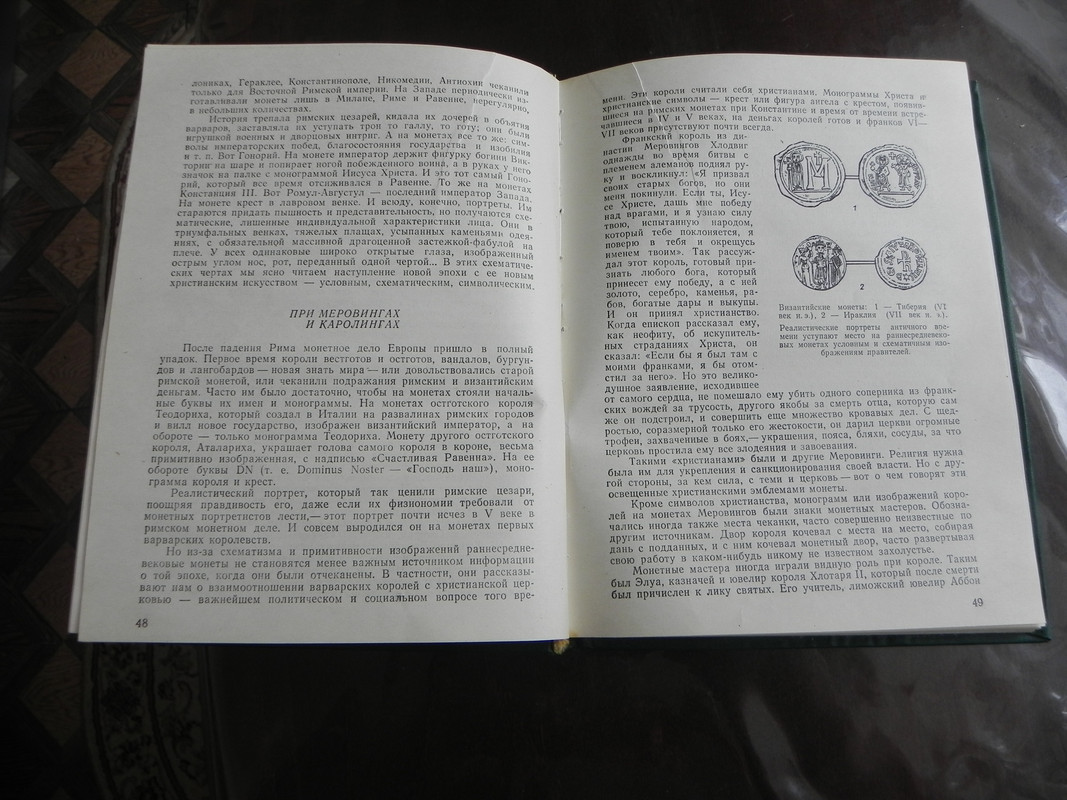 лониках, Гераклее, Константинополе, Никомедии, Антиохии чеканили
только для Восточной Римской империи. На Западе периодически из-
готавливали монеты лишь в Милане, Риме и Равенне, нерегулярно,
в небольших количествах.
История трепала римских цезарей, кидала их дочерей в объятия
варваров, заставляла их уступать трон то галлу, то готу; они были
игрушкой военных и дворцовых интриг. А на монетах все то же: сим-
волы императорских побед, благосостояния государства и изобилия
и т. п. Вот Гонорий. На монете император держит фигурку богини Вик-
тории на шаре и попирает ногой побежденного воина, а в руках у него
значок на палке с монограммой Иисуса Христа. И это тот самый Гоно-
рий, который все время отсиживался в Равенне. То же на монетах
Констанция III. Вот Ромул-Августул — последний император Запада.
На монете крест в лавровом венке. И всюду, конечно, портреты. Им
стараются придать пышность и представительность, но получаются схе-
матические, лишенные индивидуальной характеристики лица. Они в
триумфальных венках, тяжелых плащах, усыпанных каменьями одея-
ниях, с обязательной массивной драгоценной застежкой-фабулой на
плече. У всех одинаковые широко открытые глаза, изображенный
острым углом нос, рот, переданный одной чертой... В этих схематиче-
ских чертах мы ясно читаем наступление новой эпохи с ее новым
христианским искусством — условным, схематическим, символическим.
ПРИ МЕРОВИНГАХ
И КАРОЛИНГАХ
После падения Рима монетное дело Европы пришло в полный
упадок. Первое время короли вестготов и остготов, вандалов, бургун-
дов и лангобардов — новая знать мира — или довольствовались старой
римской монетой, или чеканили подражания римским и византийским
деньгам. Часто им было достаточно, чтобы на монетах стояли началь-
ные буквы их имен и монограммы. На монетах остготского короля
Теодориха, который создал в Италии на развалинах римских городов
и вилл новое государство, изображен византийский император, а на
обороте — только монограмма Теодориха. Монету другого остготского
короля, Аталариха, украшает голова самого короля в короне, весьма
примитивно изображенная, с надписью «Счастливая Равенна». На ее
обороте буквы DN (т. е. Dominus Noster — «Господь наш»), моно-
грамма короля и крест.
Реалистический портрет, который так ценили римские цезари,
поощряя правдивость его, даже если их физиономии требовали от
монетных портретистов лести,— этот портрет почти исчез в V веке в
римском монетном деле. И совсем выродился он на монетах первых
варварских королевств.
Но из-за схематизма и примитивности изображений раннесредне-
вековые монеты не становятся менее важным источником информации
о той эпохе, когда они были отчеканены. В частности, они рассказы-
вают нам о взаимоотношении варварских королей с христианской цер-
ковью — важнейшем политическом и социальном вопросе того вре-
48
мени. Эти короли считали себя христианами. Монограммы Христа и
христианские символы — крест или фигура ангела с крестом, появив-
шиеся на римских монетах при Константине и время от времени встре-
чавшиеся в IV и V веках, на деньгах королей готов и франков VI—
VII веков присутствуют почти всегда.
Франкский король из ди-
настии Меровингов Хлодвиг
однажды во время битвы с
племенем алеманов поднял ру-
ку и воскликнул: «Я призвал
своих старых богов, но они
меня покинули. Если ты,Ису-
се Христе, дашь мне победу
над врагами, и я узнаю силу
твою, испытанную народом,
который тебе поклоняется, я
поверю в тебя и окрещусь
именем твоим». Так рассуж-
дал этот король, готовый при-
знать любого бога, который
принесет ему победу, а с ней
золото, серебро, каменья, ра-
бов, богатые дары и выкупы.
И он принял христианство.
Когда епископ рассказал ему,
как неофиту, об искупитель-
ных страданиях Христа, он
сказал: «Если бы я был там с
моими франками, я бы отом-
стил за него». Но это велико-
душное заявление, исходившее
от самого сердца, не помешало ему убить одного соперника из франк-
ских вождей за трусость, другого якобы за смерть отца, которую сам
же он подстроил, и совершить еще множество кровавых дел. С щед-
ростью, соразмерной только его жестокости, он дарил церкви огромные
трофеи, захваченные в боях,— украшения, пояса, бляхи, сосуды, за что
церковь простила ему все злодеяния и завоевания.
Такими «христианами» были и другие Меровинги. Религия нужна
была им для укрепления и санкционирования своей власти. Но с дру-
гой стороны, за кем сила, с теми и церковь — вот о чем говорят эти
освещенные христианскими эмблемами монеты.
Кроме символов христианства, монограмм или изображений коро-
лей на монетах Меровингов были знаки монетных мастеров. Обозна-
чались иногда также места чеканки, часто совершенно неизвестные по
другим источникам. Двор короля кочевал с места на место, собирая
дань с подданных, и с ним кочевал монетный двор, часто развертывая
свою работу в каком-нибудь никому не известном захолустье.
Монетные мастера иногда играли видную роль при короле. Таким
был Элуа, казначей и ювелир короля Хлотаря II, который после смерти
был причислен к лику святых. Его учитель, лиможский ювелир Аббон
1
2
Византийские монеты: 1 — Тиберия (VI
век н. э.), 2 — Ираклия (VII век н. э.).
Реалистические портреты античного вре-
мени уступают место на раннесредневеко-
вых монетах условным и схематичным изо-
бражениям правителей.
49